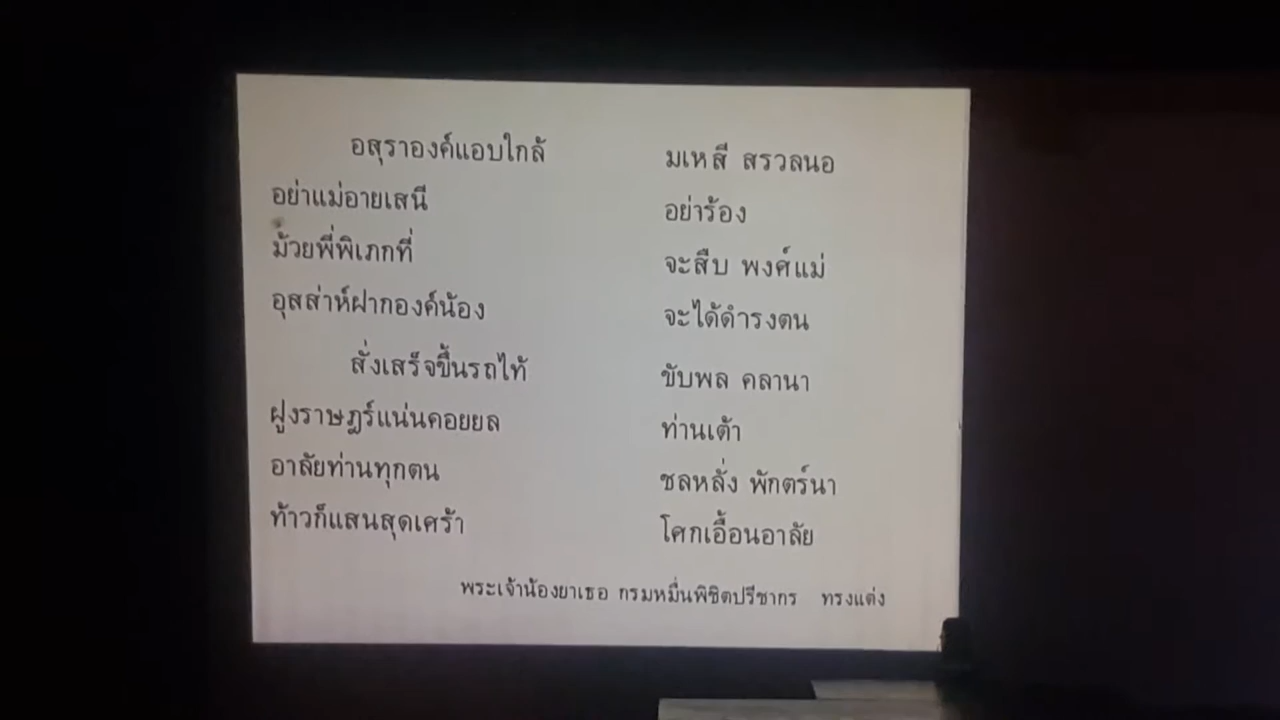 อสุราองค์แอบใกล้ มเหสี สรวลนอ
อย่าแม่อายเสนี อย่าร้อง
ม้วยพี่พิเภกที่ จะสืบ พงศ์แม่
อุสส่าห์ฝากองค์น้อง จะได้ดำรงตน
สั่งเสร็จขึ้นรถไท้ ขับพล คลานา
ฝูงราษฎร์แน่นคอยยล ท่านเต้า
อาลัยท่านทุกตน ชลหลั่ง พักตร์นา
ท้าวก็แสนสุดเศร้า โศกเอื้อนอาลัย
พระเจ้าน้องยาเธอ กรมหมื่นพิชิตปรีชากร ทรงแต่ง